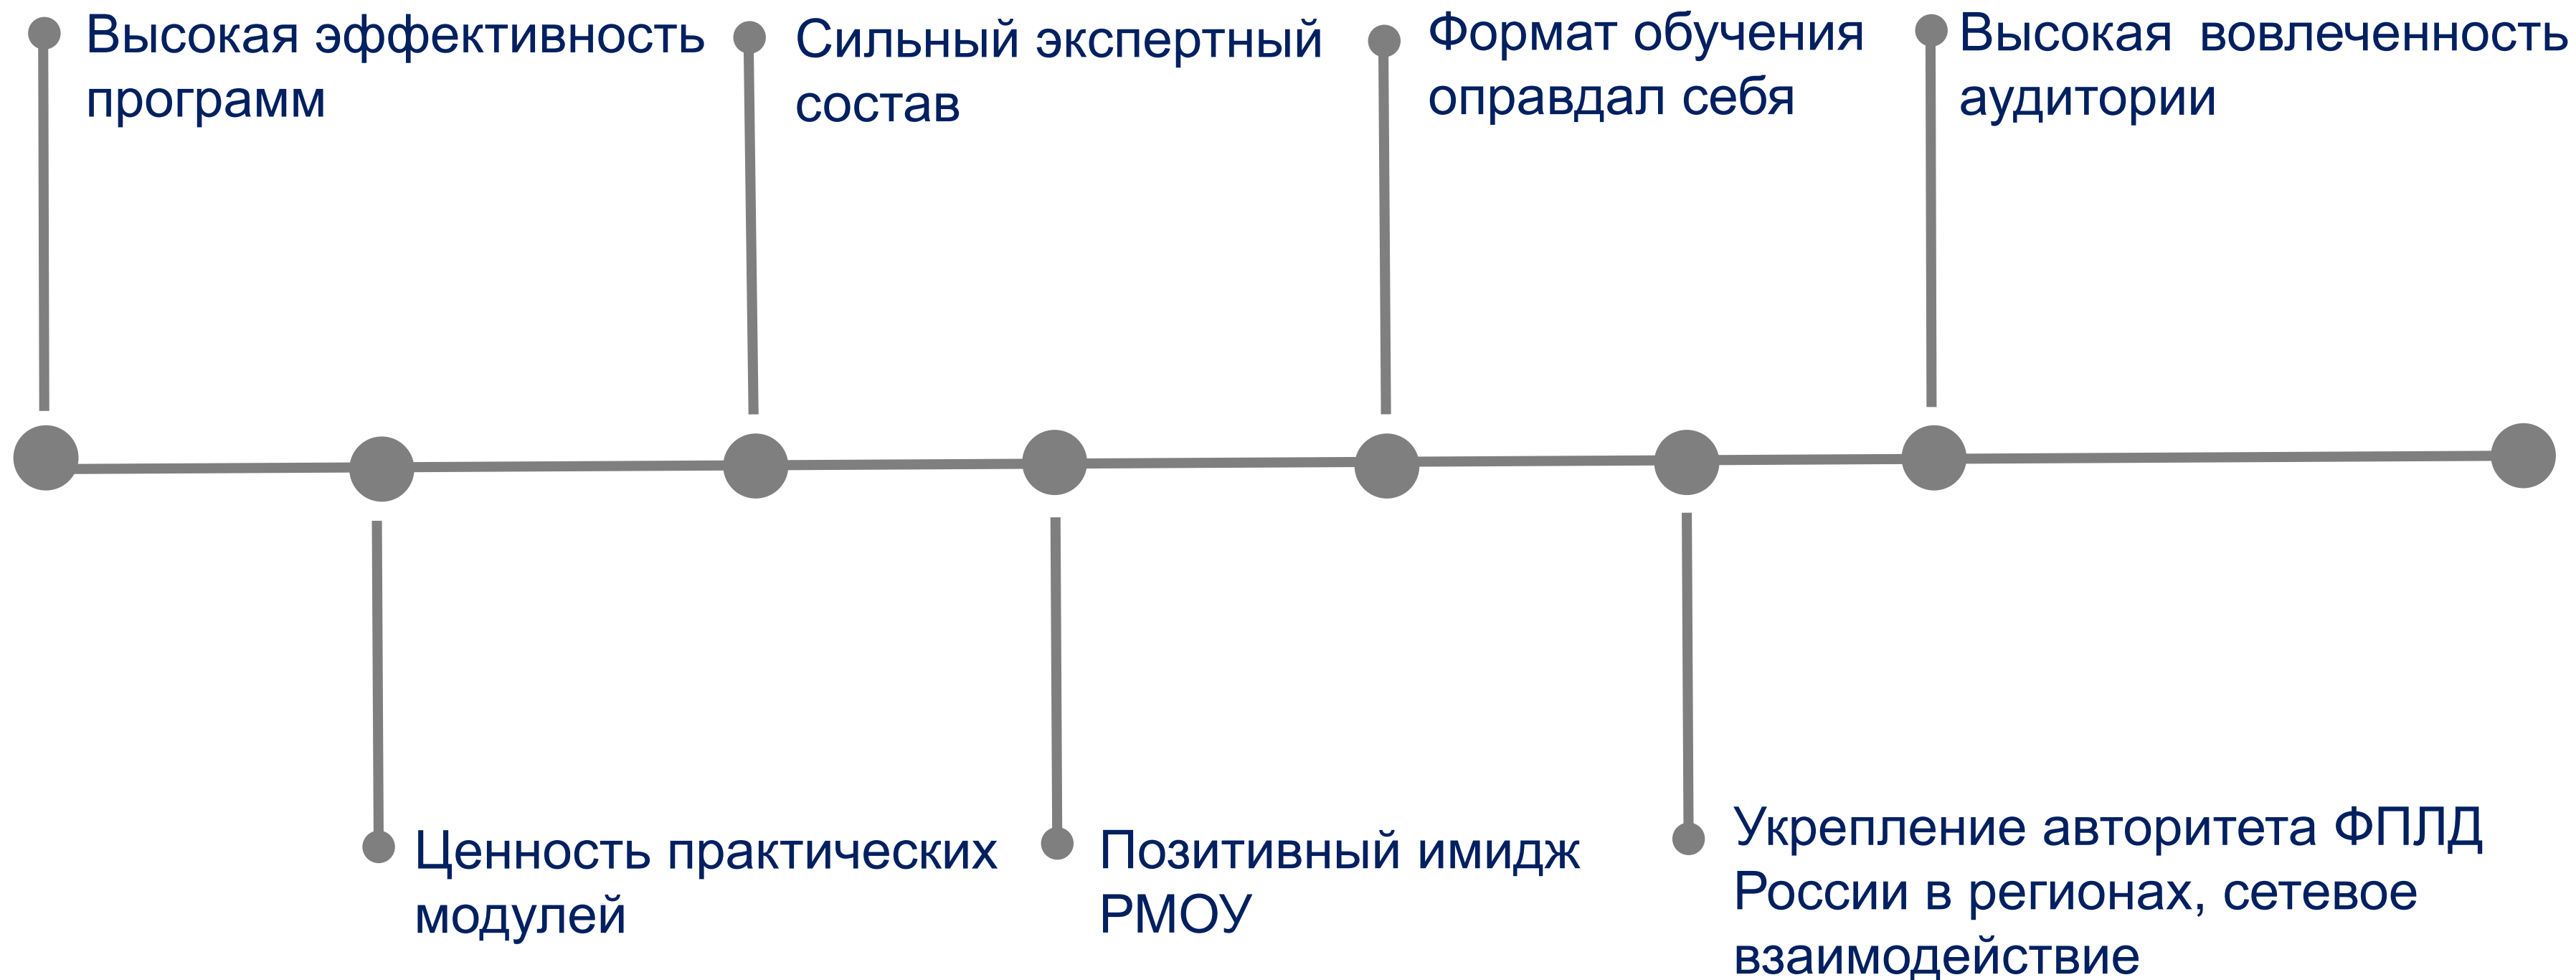 Высокая эффективность
программ
Сильный экспертный
состав
Формат обучения
оправдал себя
Высокая вовлеченность
аудитории
Ценность практических
модулей
Позитивный имидж
РМОУ
Укрепление авторитета ФПЛД
России в регионах, сетевое
взаимодействие